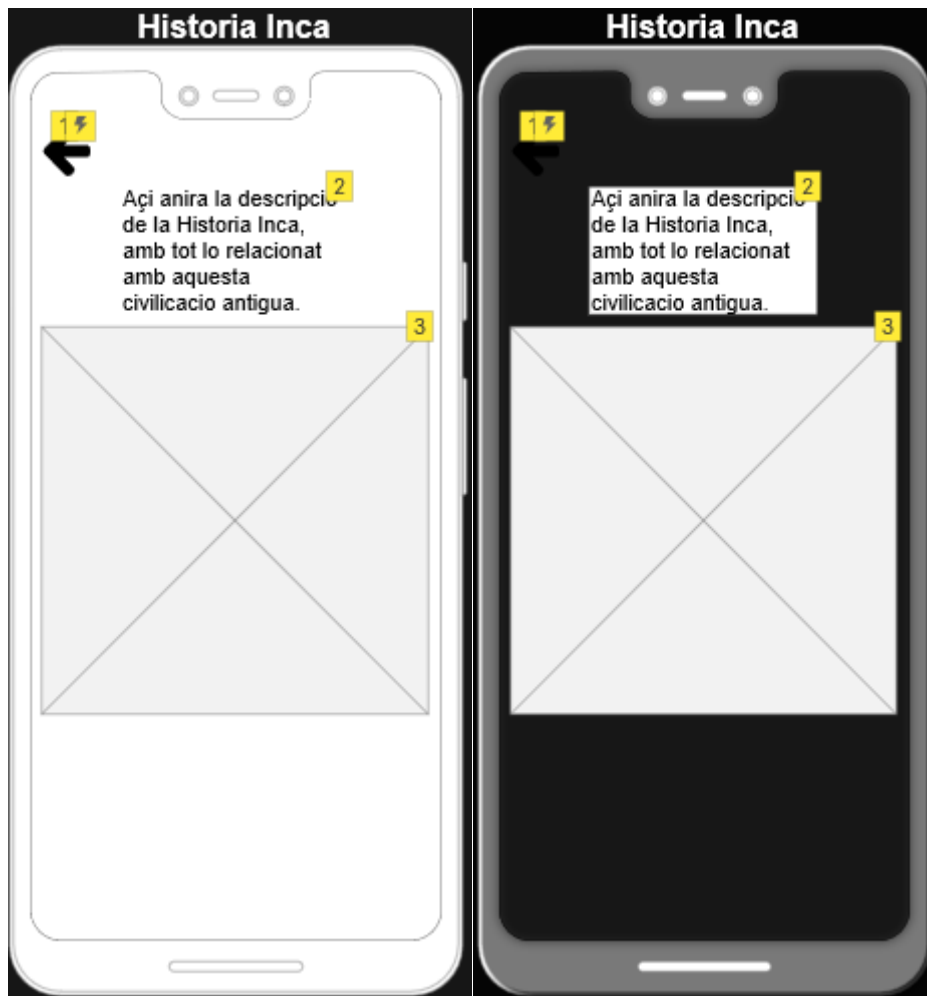 Historia Inca
1
2
Açi anira la descripcio
de la Historia Inca,
amb tot lo relacionat
amb aquesta
civilicacio antigua.
3
Historia Inca
1
2
Açi anira la descripcio
de la Historia Inca,
amb tot lo relacionat
amb aquesta
civilicacio antigua.
3